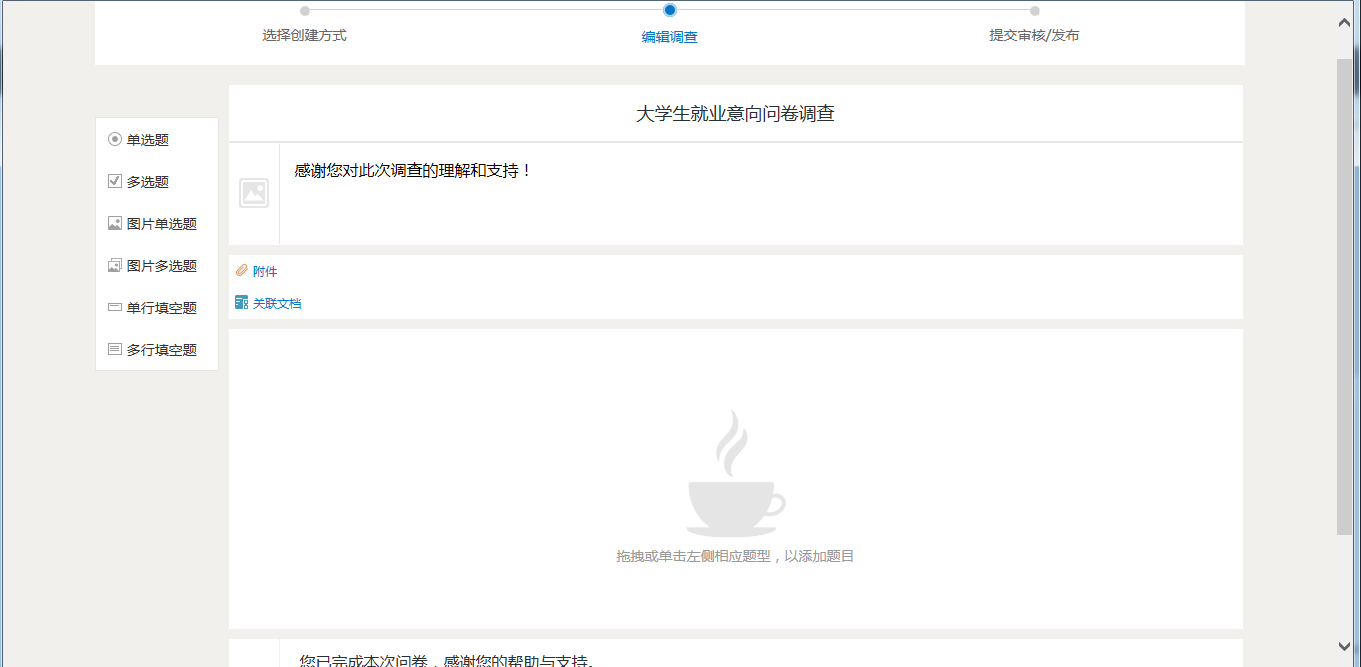 选择创建方式
编辑调查
提交审核/发布
大学生就业意向问卷调查
单选题
多选题
图片单选题
图片多选题
单行填空题
多行填空题
感谢您对此次调查的理解和支持！
附件
关联文档
拖拽或单击左侧相应题型，以添加题目
您已完成本次问卷，感谢您的帮助与支持。